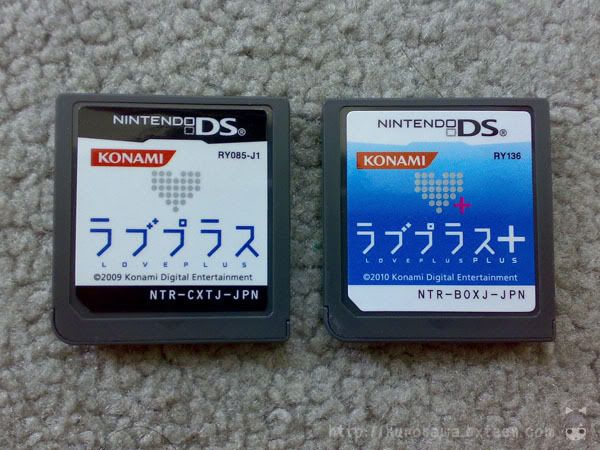 NINTENDO DS®
KONAMI RY085-J1
ラブプラス
LOVEPLUS
©2009 Konami Digital Entertainment
NTR-CXTJ-JPN
NINTENDO DS®
KONAMI RY136
ラブプラス+
LOVEPLUS PLUS
©2010 Konami Digital Entertainment
NTR-BOXJ-JPN
http://kurosawa.exteen.com